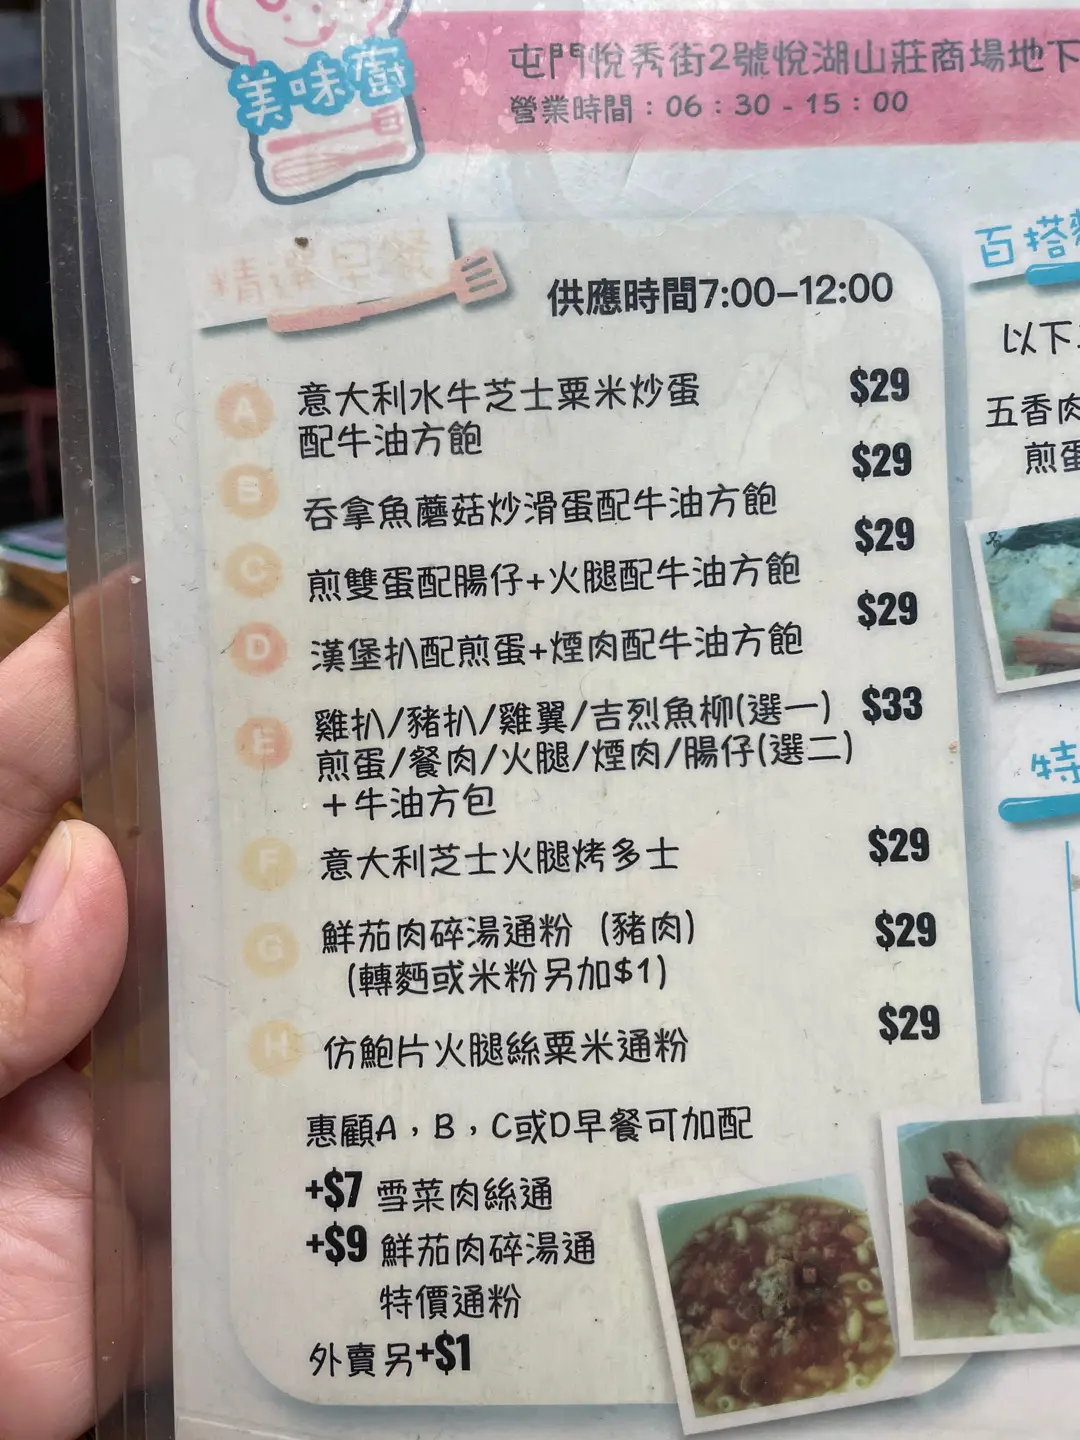 美味廚
屯門悅秀街2號悅湖山莊商場地下
營業時間：06：30 - 15：00
精選早餐
供應時間7:00–12:00
A 意大利水牛芝士粟米炒蛋 $29
配牛油方飽
B 吞拿魚蘑菇炒滑蛋配牛油方飽 $29
C 煎雙蛋配腸仔+火腿配牛油方飽 $29
D 漢堡扒配煎蛋+煙肉配牛油方飽 $29
E 雞扒/豬扒/雞翼/吉烈魚柳(選一) $33
煎蛋/餐肉/火腿/煙肉/腸仔(選二)
＋牛油方包
F 意大利芝士火腿烤多士 $29
G 鮮茄肉碎湯通粉（豬肉） $29
（轉麵或米粉另加$1）
H 仿鮑片火腿絲粟米通粉 $29
惠顧A，B，C或D早餐可加配
+$7 雪菜肉絲通
+$9 鮮茄肉碎湯通
特價通粉
外賣另+$1
百搭
以下
五香肉
煎蛋
特